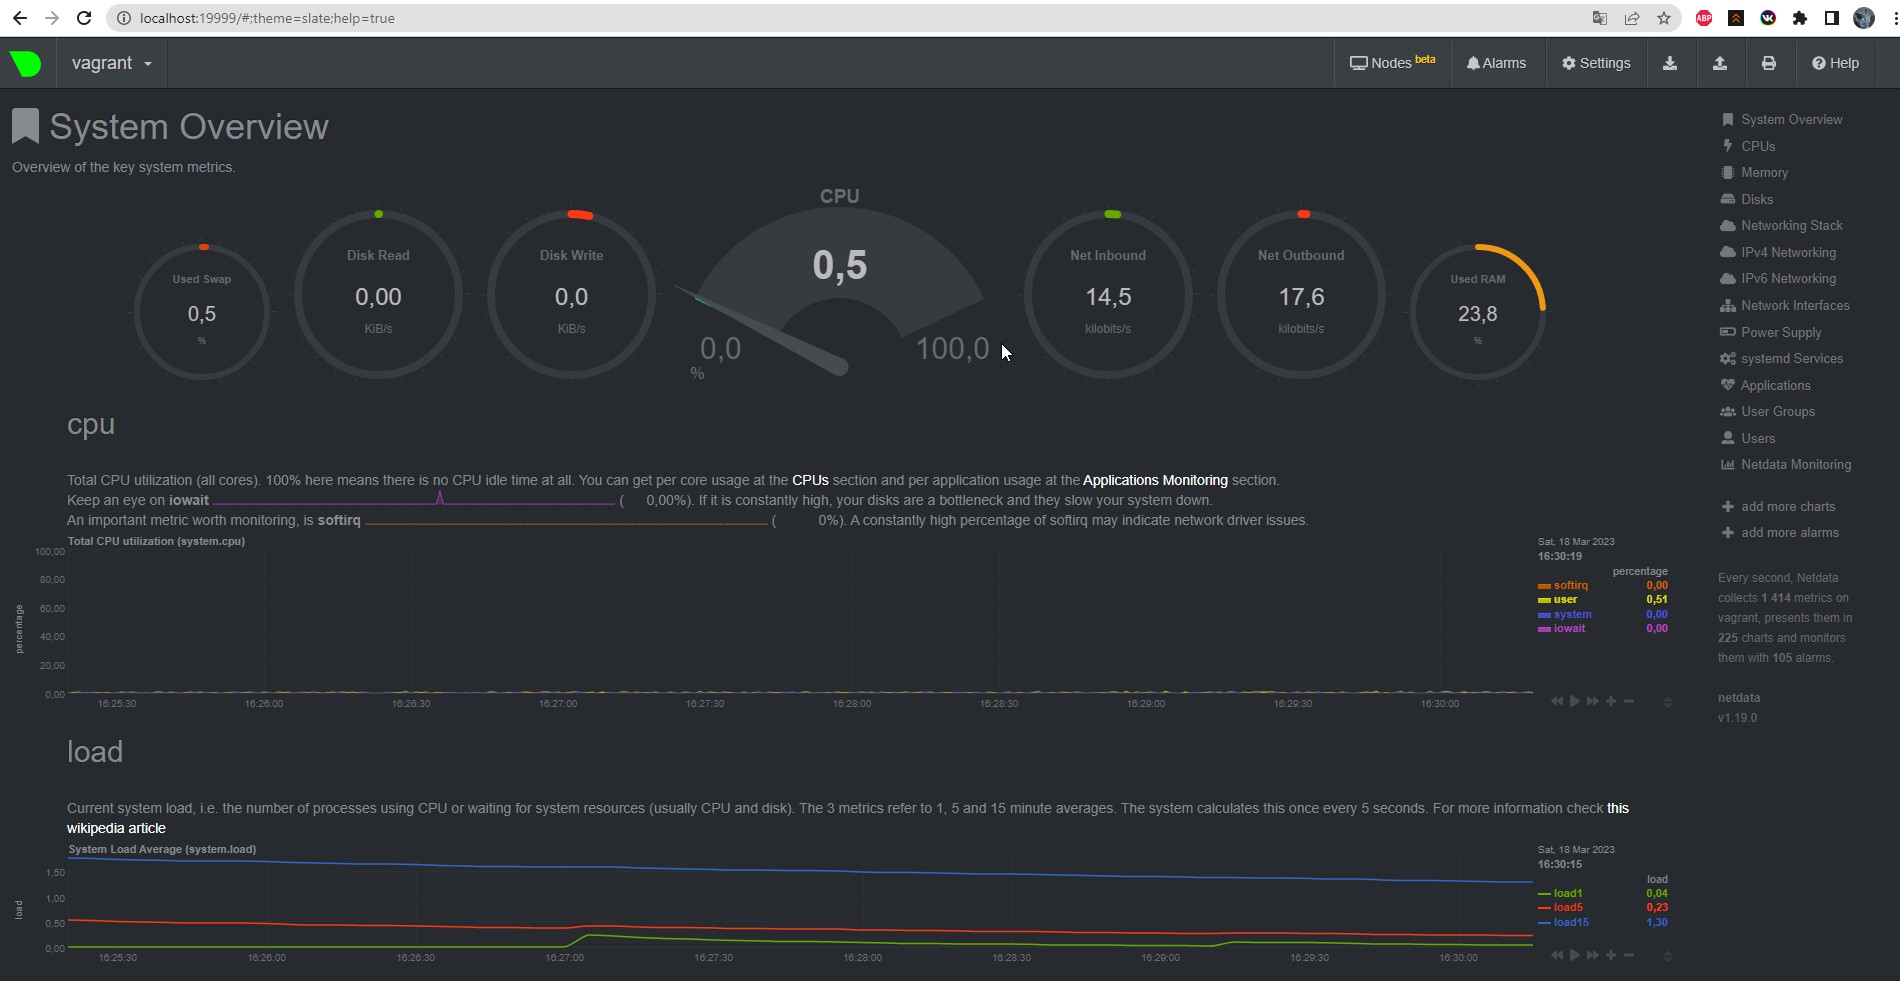 localhost:19999/#;theme=slate;help=true
ABP
vagrant
Nodes beta
Alarms
Settings
Help
System Overview
Overview of the key system metrics.
Used Swap
0,5
%
Disk Read
0,00
KiB/s
Disk Write
0,0
KiB/s
CPU
0,5
0,0
100,0
%
Net Inbound
14,5
kilobits/s
Net Outbound
17,6
kilobits/s
Used RAM
23,8
%
cpu
Total CPU utilization (all cores). 100% here means there is no CPU idle time at all. You can get per core usage at the CPUs section and per application usage at the Applications Monitoring section.
Keep an eye on iowait ( 0,00%). If it is constantly high, your disks are a bottleneck and they slow your system down.
An important metric worth monitoring, is softirq ( 0%). A constantly high percentage of softirq may indicate network driver issues.
Total CPU utilization (system.cpu)
100,00
80,00
60,00
40,00
20,00
0,00
percentage
16:25:30 16:26:00 16:26:30 16:27:00 16:27:30 16:28:00 16:28:30 16:29:00 16:29:30 16:30:00
Sat, 18 Mar 2023
16:30:19
percentage
softirq 0,00
user 0,51
system 0,00
iowait 0,00
load
Current system load, i.e. the number of processes using CPU or waiting for system resources (usually CPU and disk). The 3 metrics refer to 1, 5 and 15 minute averages. The system calculates this once every 5 seconds. For more information check this
wikipedia article
System Load Average (system.load)
1,50
1,00
0,50
0,00
load
16:25:30 16:26:00 16:26:30 16:27:00 16:27:30 16:28:00 16:28:30 16:29:00 16:29:30 16:30:00
Sat, 18 Mar 2023
16:30:15
load
load1 0,04
load5 0,23
load15 1,30
System Overview
CPUs
Memory
Disks
Networking Stack
IPv4 Networking
IPv6 Networking
Network Interfaces
Power Supply
systemd Services
Applications
User Groups
Users
Netdata Monitoring
add more charts
add more alarms
Every second, Netdata
collects 1 414 metrics on
vagrant, presents them in
225 charts and monitors
them with 105 alarms.
netdata
v1.19.0